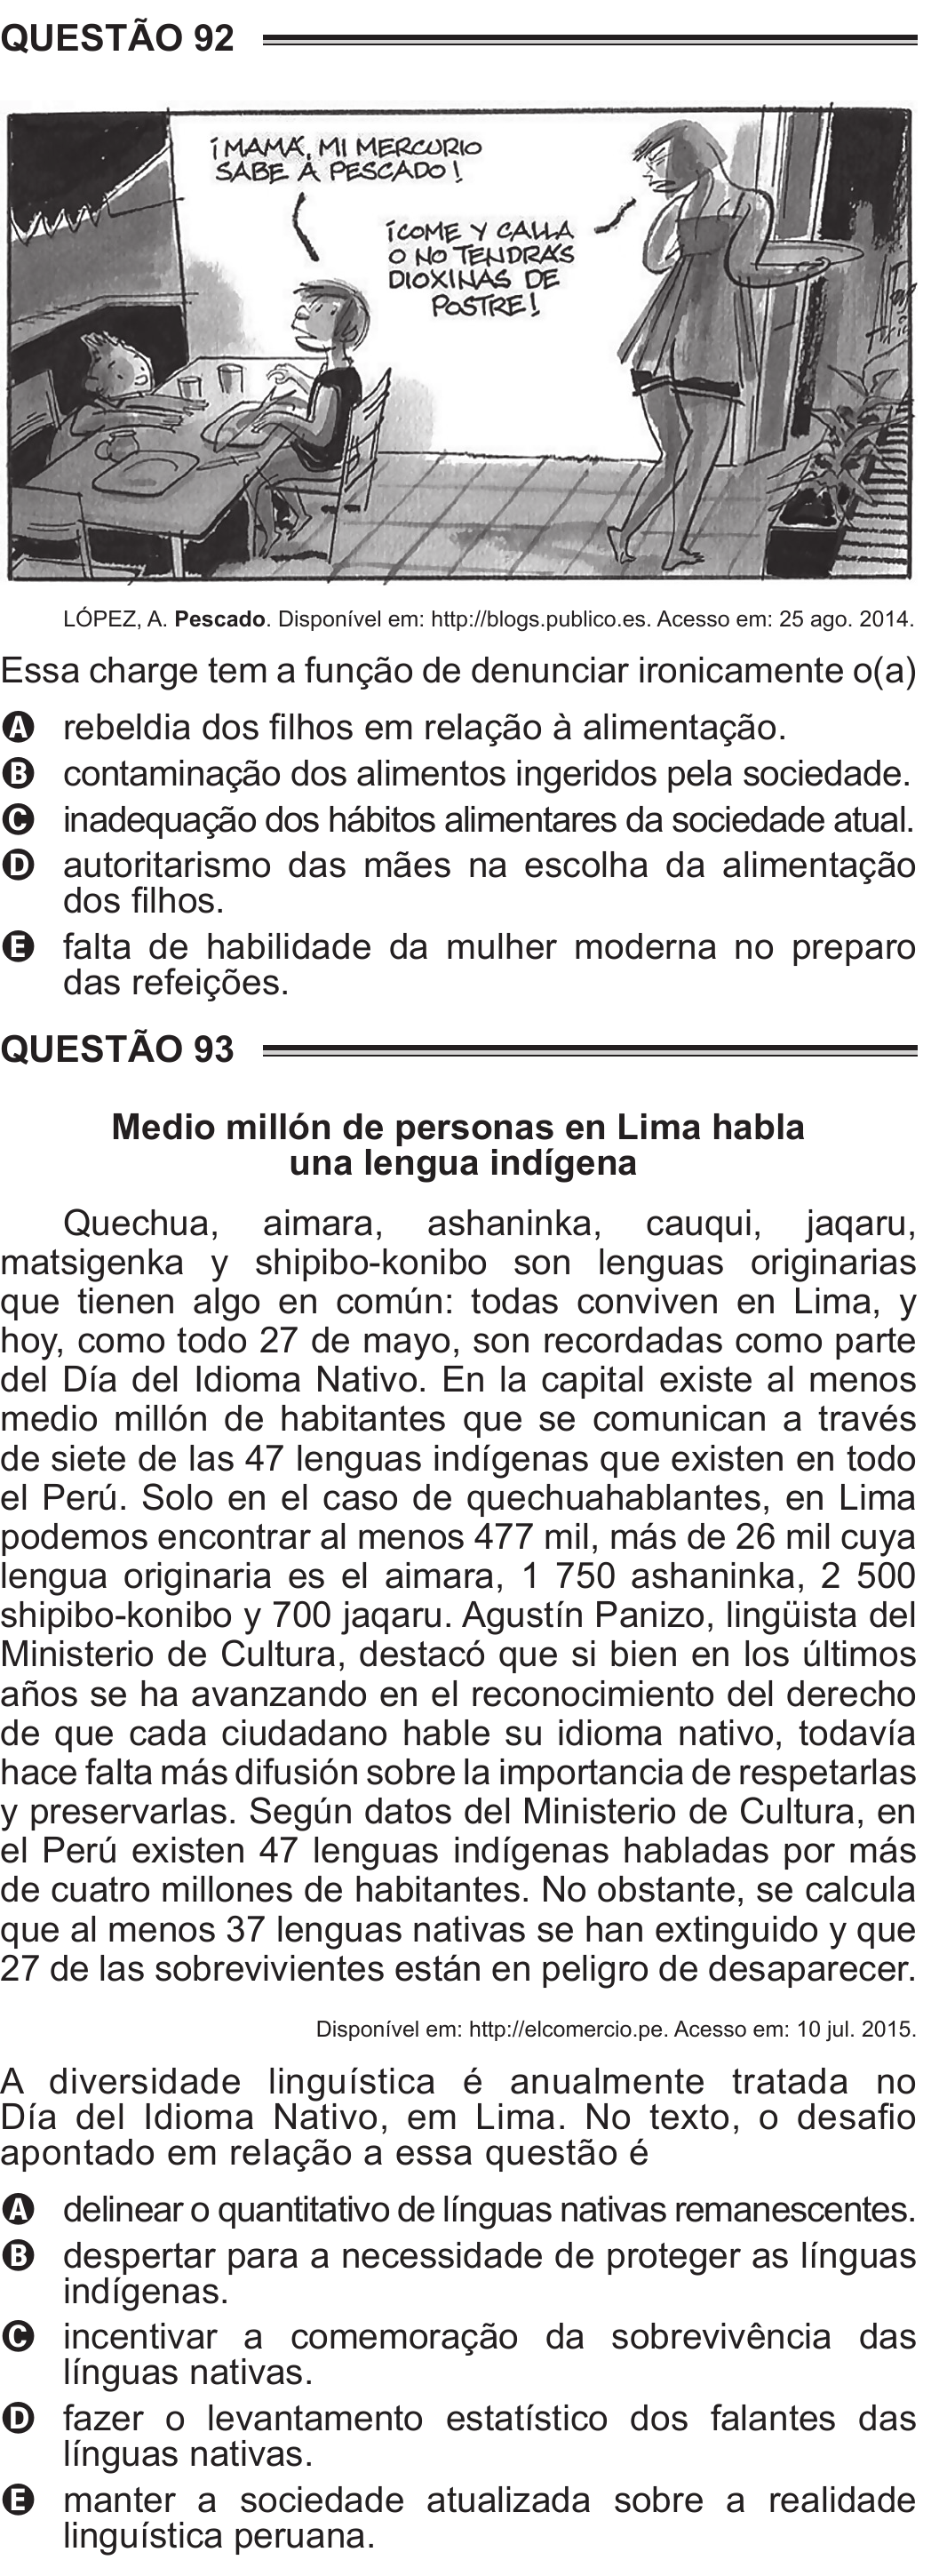 QUESTÃO 92
¡MAMÁ, MI MERCURIO
SABE A PESCADO!
¡COME Y CALLA
O NO TENDRÁS
DIOXINAS DE
POSTRE!
LÓPEZ, A. Pescado. Disponível em: http://blogs.publico.es. Acesso em: 25 ago. 2014.
Essa charge tem a função de denunciar ironicamente o(a)
A rebeldia dos filhos em relação à alimentação.
B contaminação dos alimentos ingeridos pela sociedade.
C inadequação dos hábitos alimentares da sociedade atual.
D autoritarismo das mães na escolha da alimentação
dos filhos.
E falta de habilidade da mulher moderna no preparo
das refeições.
QUESTÃO 93
Medio millón de personas en Lima habla
una lengua indígena
Quechua, aimara, ashaninka, cauqui, jaqaru,
matsigenka y shipibo-konibo son lenguas originarias
que tienen algo en común: todas conviven en Lima, y
hoy, como todo 27 de mayo, son recordadas como parte
del Día del Idioma Nativo. En la capital existe al menos
medio millón de habitantes que se comunican a través
de siete de las 47 lenguas indígenas que existen en todo
el Perú. Solo en el caso de quechuahablantes, en Lima
podemos encontrar al menos 477 mil, más de 26 mil cuya
lengua originaria es el aimara, 1 750 ashaninka, 2 500
shipibo-konibo y 700 jaqaru. Agustín Panizo, lingüista del
Ministerio de Cultura, destacó que si bien en los últimos
años se ha avanzando en el reconocimiento del derecho
de que cada ciudadano hable su idioma nativo, todavía
hace falta más difusión sobre la importancia de respetarlas
y preservarlas. Según datos del Ministerio de Cultura, en
el Perú existen 47 lenguas indígenas habladas por más
de cuatro millones de habitantes. No obstante, se calcula
que al menos 37 lenguas nativas se han extinguido y que
27 de las sobrevivientes están en peligro de desaparecer.
Disponível em: http://elcomercio.pe. Acesso em: 10 jul. 2015.
A diversidade linguística é anualmente tratada no
Día del Idioma Nativo, em Lima. No texto, o desafio
apontado em relação a essa questão é
A delinear o quantitativo de línguas nativas remanescentes.
B despertar para a necessidade de proteger as línguas
indígenas.
C incentivar a comemoração da sobrevivência das
línguas nativas.
D fazer o levantamento estatístico dos falantes das
línguas nativas.
E manter a sociedade atualizada sobre a realidade
linguística peruana.